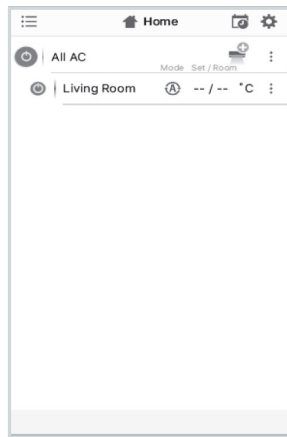 Home
All AC
Mode Set / Room
Living Room A -- / -- °C